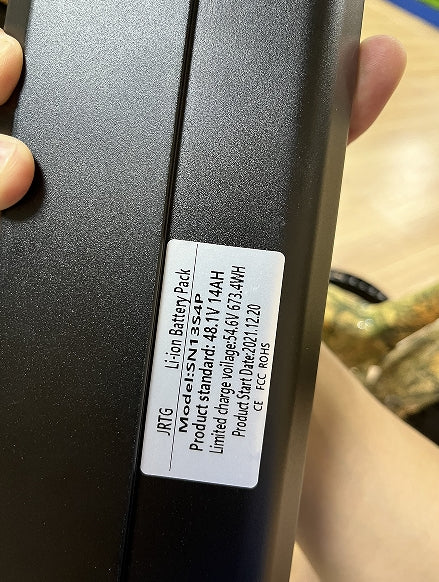 JRTG Li-ion Battery Pack
Model:SN13S4P
Product standard: 48.1V 14AH
Limited charge voilage:54.6V 673.4WH
Product Start Date:2021.12.20
CE FCC ROHS